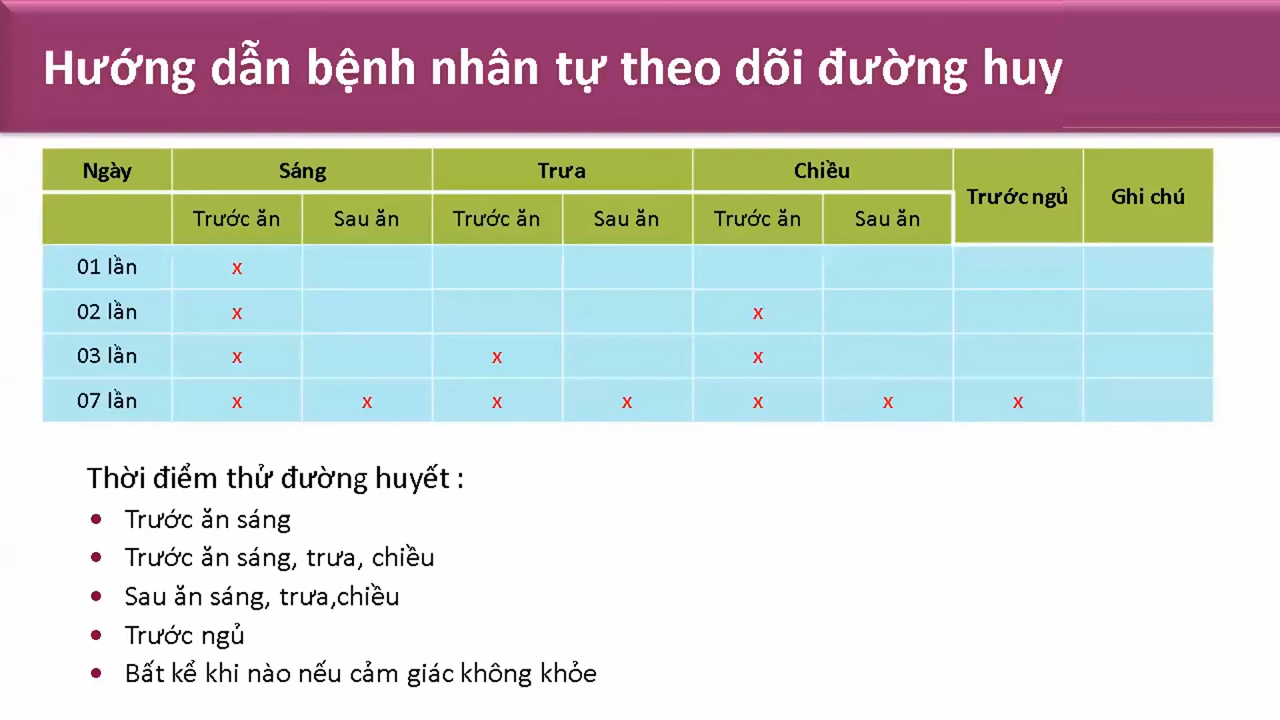 Hướng dẫn bệnh nhân tự theo dõi đường huy
Ngày Sáng Trưa Chiều Trước ngủ Ghi chú
Trước ăn Sau ăn Trước ăn Sau ăn Trước ăn Sau ăn
01 lần x
02 lần x x
03 lần x x x
07 lần x x x x x x x
Thời điểm thử đường huyết :
• Trước ăn sáng
• Trước ăn sáng, trưa, chiều
• Sau ăn sáng, trưa,chiều
• Trước ngủ
• Bất kể khi nào nếu cảm giác không khỏe